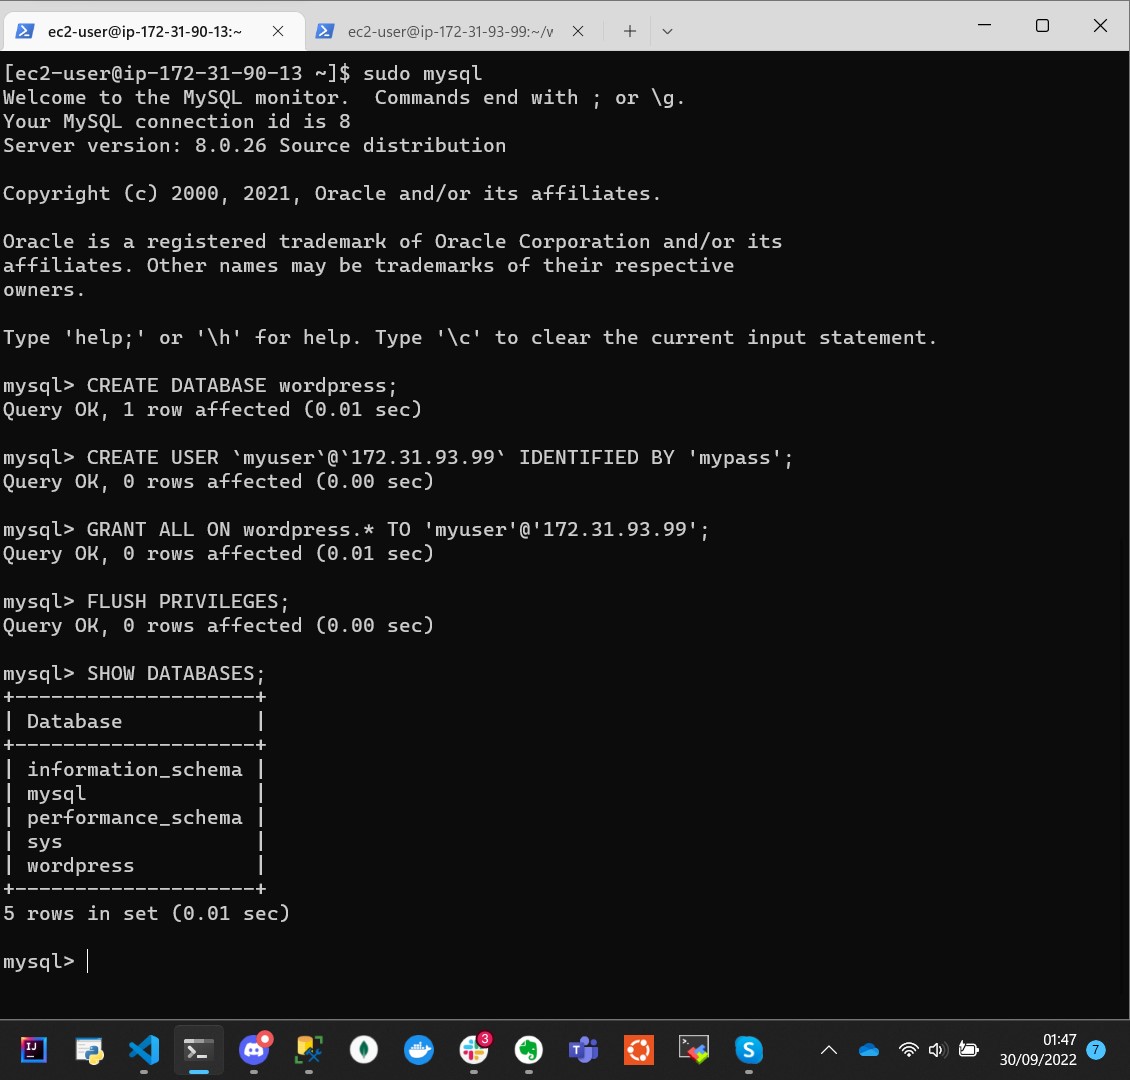 ec2-user@ip-172-31-90-13:~
ec2-user@ip-172-31-93-99:~/w
[ec2-user@ip-172-31-90-13 ~]$ sudo mysql
Welcome to the MySQL monitor.  Commands end with ; or \g.
Your MySQL connection id is 8
Server version: 8.0.26 Source distribution
Copyright (c) 2000, 2021, Oracle and/or its affiliates.
Oracle is a registered trademark of Oracle Corporation and/or its
affiliates. Other names may be trademarks of their respective
owners.
Type 'help;' or '\h' for help. Type '\c' to clear the current input statement.
mysql> CREATE DATABASE wordpress;
Query OK, 1 row affected (0.01 sec)
mysql> CREATE USER `myuser`@`172.31.93.99` IDENTIFIED BY 'mypass';
Query OK, 0 rows affected (0.00 sec)
mysql> GRANT ALL ON wordpress.* TO 'myuser'@'172.31.93.99';
Query OK, 0 rows affected (0.01 sec)
mysql> FLUSH PRIVILEGES;
Query OK, 0 rows affected (0.00 sec)
mysql> SHOW DATABASES;
+--------------------+
| Database           |
+--------------------+
| information_schema |
| mysql              |
| performance_schema |
| sys                |
| wordpress          |
+--------------------+
5 rows in set (0.01 sec)
mysql>
IJ
3
S
01:47
30/09/2022
7